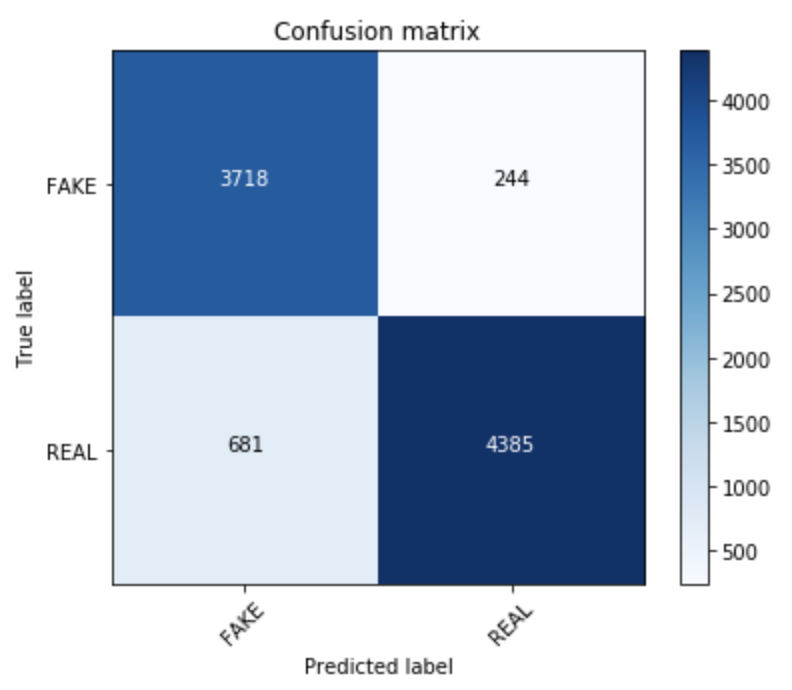 Confusion matrix
FAKE
3718
244
REAL
681
4385
True label
FAKE
REAL
Predicted label
4000
3500
3000
2500
2000
1500
1000
500